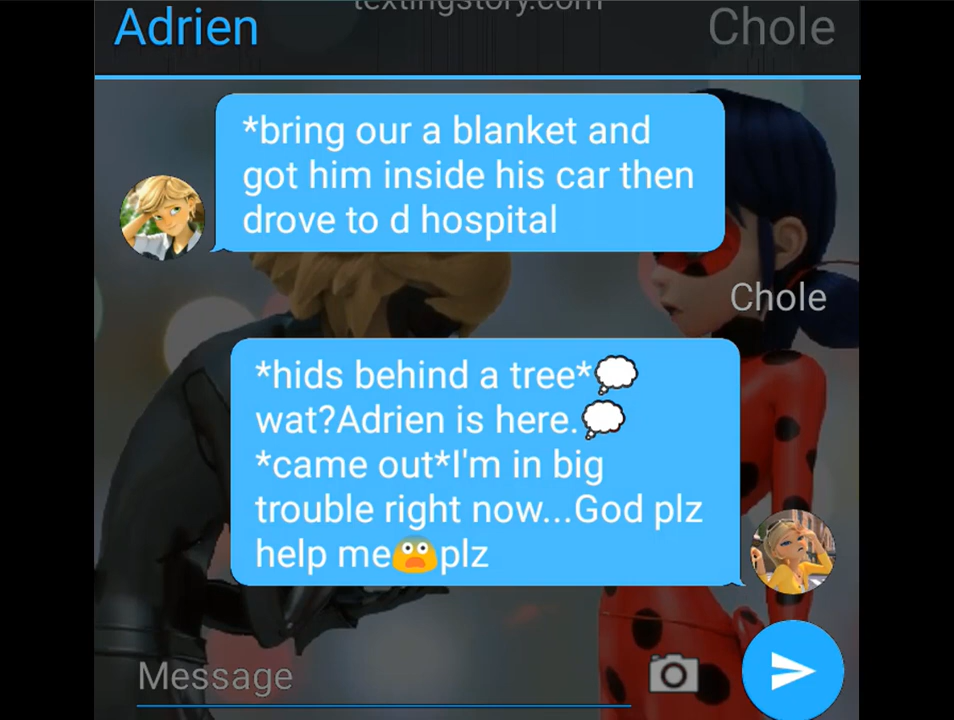 textingstory.com
Adrien
Chole
*bring our a blanket and
got him inside his car then
drove to d hospital
Chole
*hids behind a tree*💭
wat?Adrien is here.💭
*came out*I'm in big
trouble right now...God plz
help me😨plz
Message